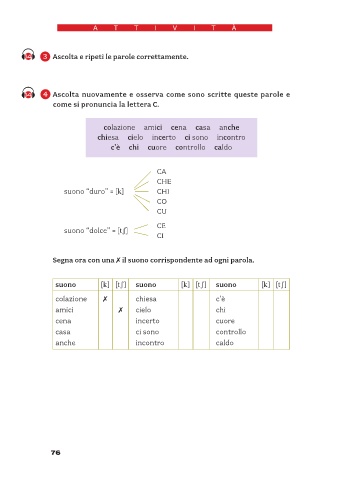 ATTIVITÀ
3 Ascolta e ripeti le parole correttamente.
4 Ascolta nuovamente e osserva come sono scritte queste parole e
come si pronuncia la lettera C.
colazione amici cena casa anche
chiesa cielo incerto ci sono incontro
c'è chi cuore controllo caldo
suono "duro" = [k]
CA
CHE
CHI
CO
CU
suono "dolce" = [tʃ]
CE
CI
Segna ora con una ✗ il suono corrispondente ad ogni parola.
suono [k] [tʃ] suono [k] [tʃ] suono [k] [tʃ]
colazione ✗ chiesa c'è
amici ✗ cielo chi
cena incerto cuore
casa ci sono controllo
anche incontro caldo
76